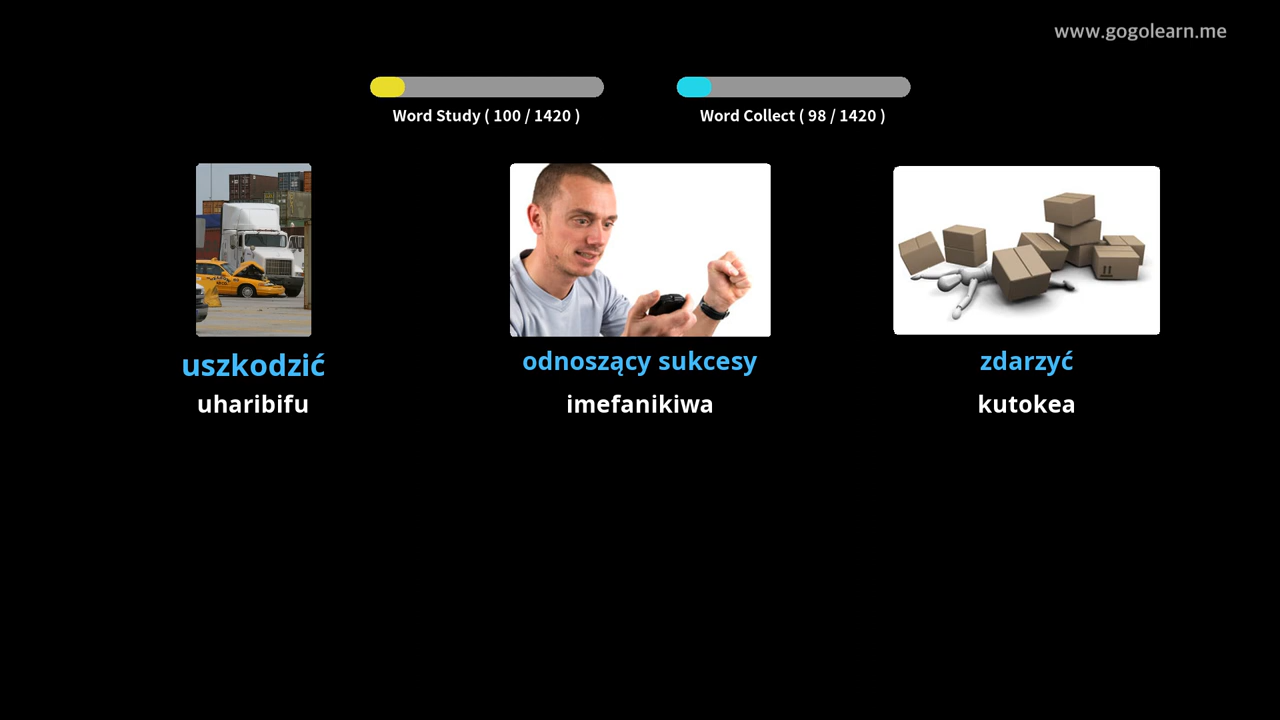 www.gogolearn.me
Word Study ( 100 / 1420 )
Word Collect ( 98 / 1420 )
uszkodzić
uharibifu
odnoszący sukcesy
imefanikiwa
zdarzyć
kutokea